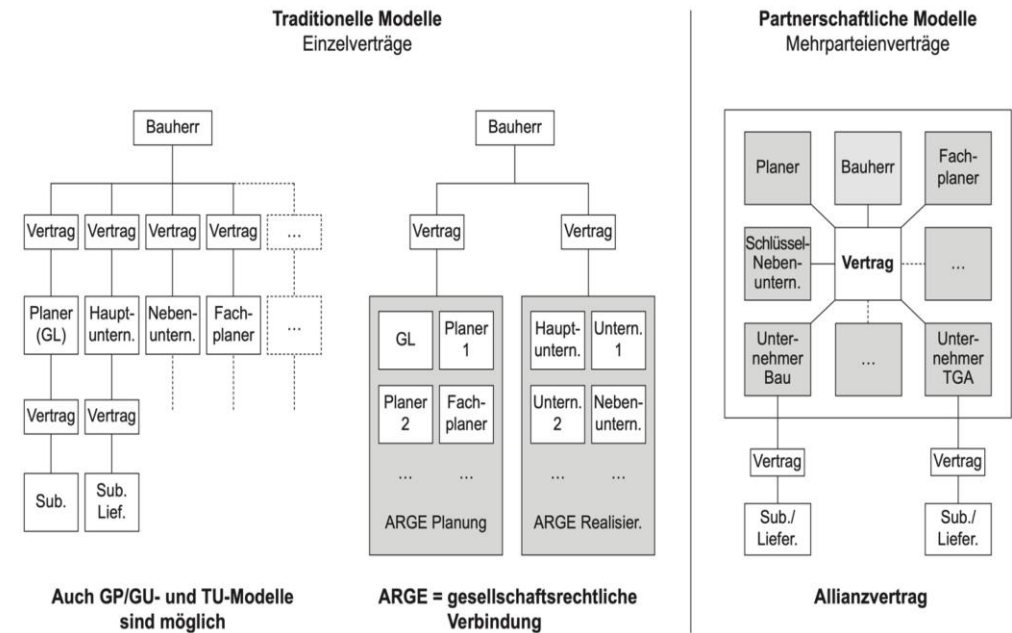 Traditionelle Modelle
Einzelverträge
Bauherr
Vertrag
Vertrag
Vertrag
Vertrag
...
Planer
(GL)
Haupt-
untern.
Neben-
untern.
Fach-
planer
...
Vertrag
Vertrag
Sub.
Sub.
Lief.
Auch GP/GU- und TU-Modelle
sind möglich
Bauherr
Vertrag
Vertrag
GL
Planer
1
Planer
2
Fach-
planer
...
...
ARGE Planung
Haupt-
untern.
Untern.
1
Untern.
2
Neben-
untern.
...
...
ARGE Realisier.
ARGE = gesellschaftsrechtliche
Verbindung
Partnerschaftliche Modelle
Mehrparteienverträge
Planer
Bauherr
Fach-
planer
Schlüssel-
Neben-
untern.
Vertrag
...
Unter-
nehmer
Bau
...
Unter-
nehmer
TGA
Vertrag
Vertrag
Sub./
Liefer.
Sub./
Liefer.
Allianzvertrag